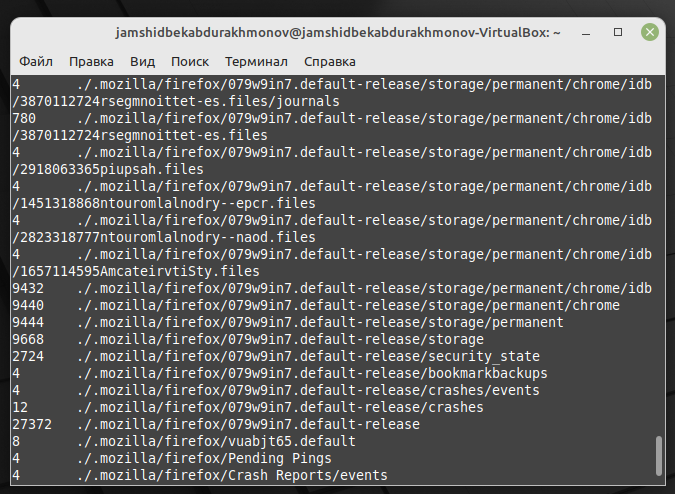 jamshidbekabdurakhmonov@jamshidbekabdurakhmonov-VirtualBox: ~
Файл Правка Вид Поиск Терминал Справка
4 ./.mozilla/firefox/079w9in7.default-release/storage/permanent/chrome/idb
/3870112724rsegmnoittet-es.files/journals
780 ./.mozilla/firefox/079w9in7.default-release/storage/permanent/chrome/idb
/3870112724rsegmnoittet-es.files
4 ./.mozilla/firefox/079w9in7.default-release/storage/permanent/chrome/idb
/2918063365piupsah.files
4 ./.mozilla/firefox/079w9in7.default-release/storage/permanent/chrome/idb
/1451318868ntouromlalnodry--epcr.files
4 ./.mozilla/firefox/079w9in7.default-release/storage/permanent/chrome/idb
/2823318777ntouromlalnodry--naod.files
4 ./.mozilla/firefox/079w9in7.default-release/storage/permanent/chrome/idb
/1657114595AmcateirvtiSty.files
9432 ./.mozilla/firefox/079w9in7.default-release/storage/permanent/chrome/idb
9440 ./.mozilla/firefox/079w9in7.default-release/storage/permanent/chrome
9444 ./.mozilla/firefox/079w9in7.default-release/storage/permanent
9668 ./.mozilla/firefox/079w9in7.default-release/storage
2724 ./.mozilla/firefox/079w9in7.default-release/security_state
4 ./.mozilla/firefox/079w9in7.default-release/bookmarkbackups
4 ./.mozilla/firefox/079w9in7.default-release/crashes/events
12 ./.mozilla/firefox/079w9in7.default-release/crashes
27372 ./.mozilla/firefox/079w9in7.default-release
8 ./.mozilla/firefox/vuabjt65.default
4 ./.mozilla/firefox/Pending Pings
4 ./.mozilla/firefox/Crash Reports/events